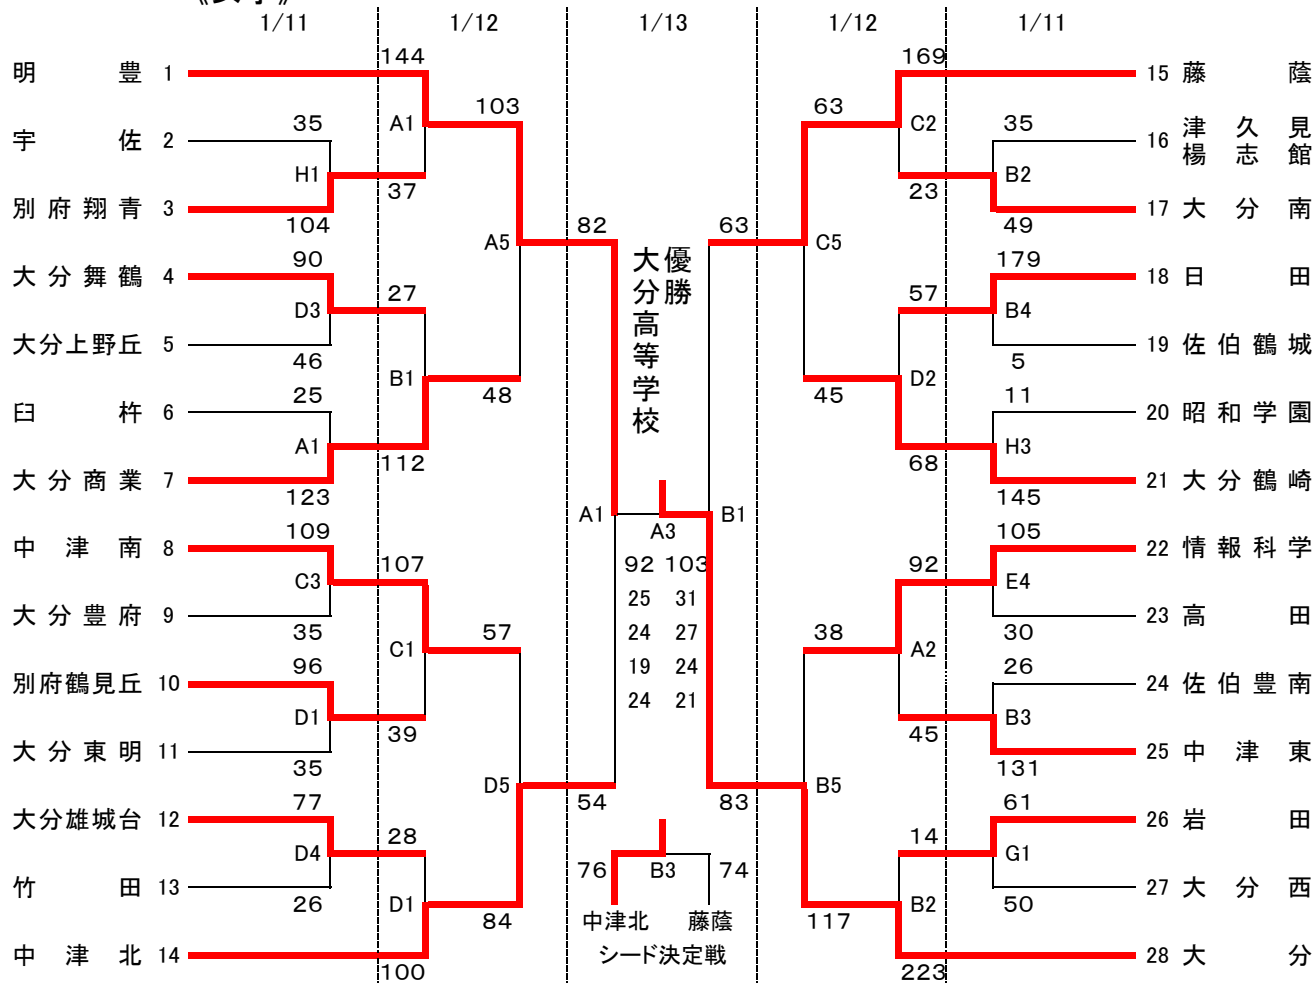 1/11 1/12 1/13 1/12 1/11
144 169
明豊 1 15 藤蔭
103 63
35 A1 C2 35
宇佐 2 16 津久見
楊志館
H1 B2
37 23
別府翔青 3 17 大分南
104 82 63 49
90 A5 C5 179
優勝
大分高等学校
大分舞鶴 4 18 日田
27 57
D3 B4
大分上野丘 5 19 佐伯鶴城
46 5
25 B1 48 45 D2 11
臼杵 6 20 昭和学園
A1 H3
112 68
大分商業 7 21 大分鶴崎
123 145
A1 A3 B1
109 105
中津南 8 22 情報科学
107 92 103 92
C3 E4
25 31
大分豊府 9 23 高田
35 57 24 27 38 30
C1 A2
96 19 24 26
別府鶴見丘 10 24 佐伯豊南
24 21
D1 B3
39 45
大分東明 11 25 中津東
35 131
D5 B5
77 54 83 61
大分雄城台 12 26 岩田
28 14
D4 G1
76 B3 74
竹田 13 27 大分西
26 D1 B2 50
84 中津北 藤蔭 117
中津北 14 シード決定戦 28 大分
100 223